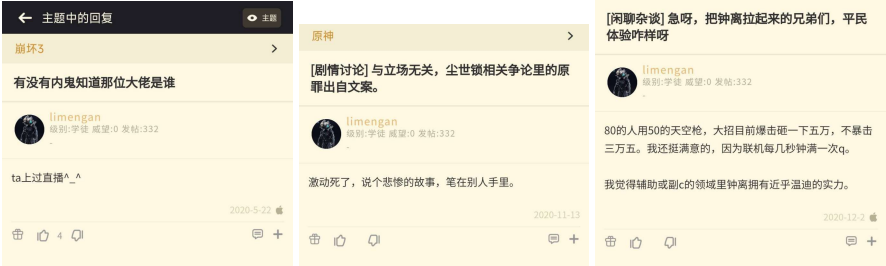 主题中的回复
主题
崩坏3
有没有内鬼知道那位大佬是谁
limengan
级别:学徒 威望:0 发帖:332
-
ta上过直播^_^
2020-5-22
4
原神
[剧情讨论] 与立场无关，尘世锁相关争论里的原
罪出自文案。
limengan
级别:学徒 威望:0 发帖:332
-
激动死了，说个悲惨的故事，笔在别人手里。
2020-11-13
[闲聊杂谈] 急呀，把钟离拉起来的兄弟们，平民
体验咋样呀
limengan
级别:学徒 威望:0 发帖:332
-
80的人用50的天空枪，大招目前爆击砸一下五万，不暴击
三万五。我还挺满意的，因为联机每几秒钟满一次q。
我觉得辅助或副c的领域里钟离拥有近乎温迪的实力。
2020-12-2